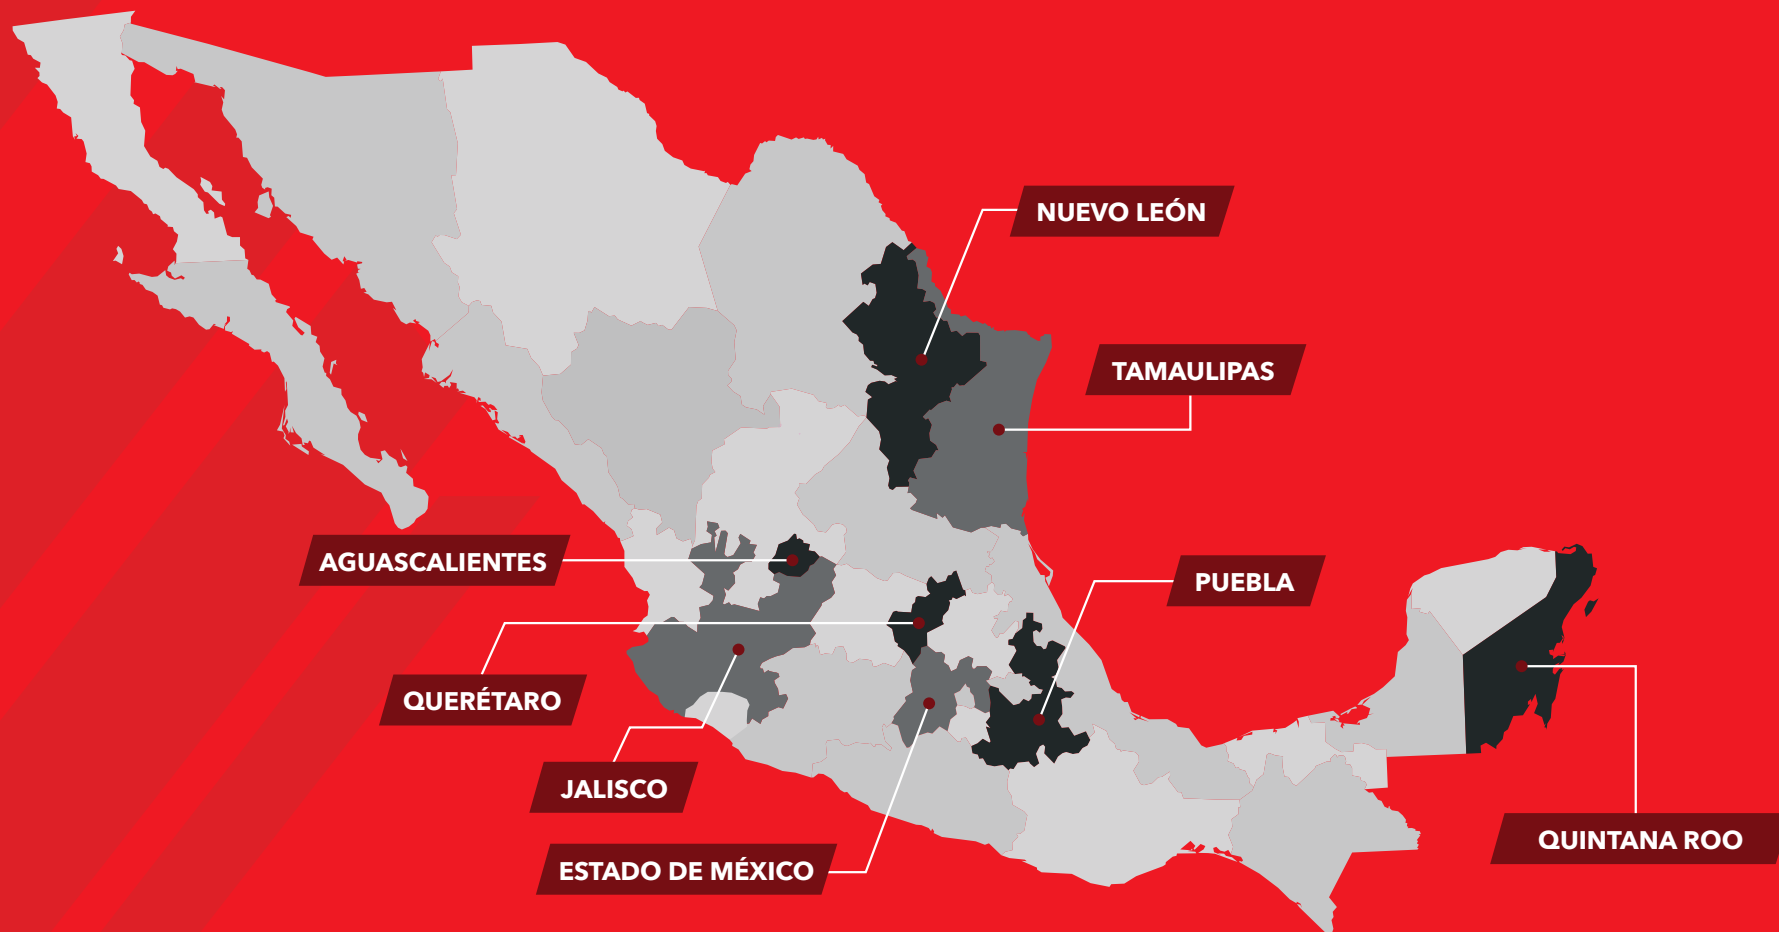 NUEVO LEÓN
TAMAULIPAS
AGUASCALIENTES
PUEBLA
QUERÉTARO
JALISCO
QUINTANA ROO
ESTADO DE MÉXICO